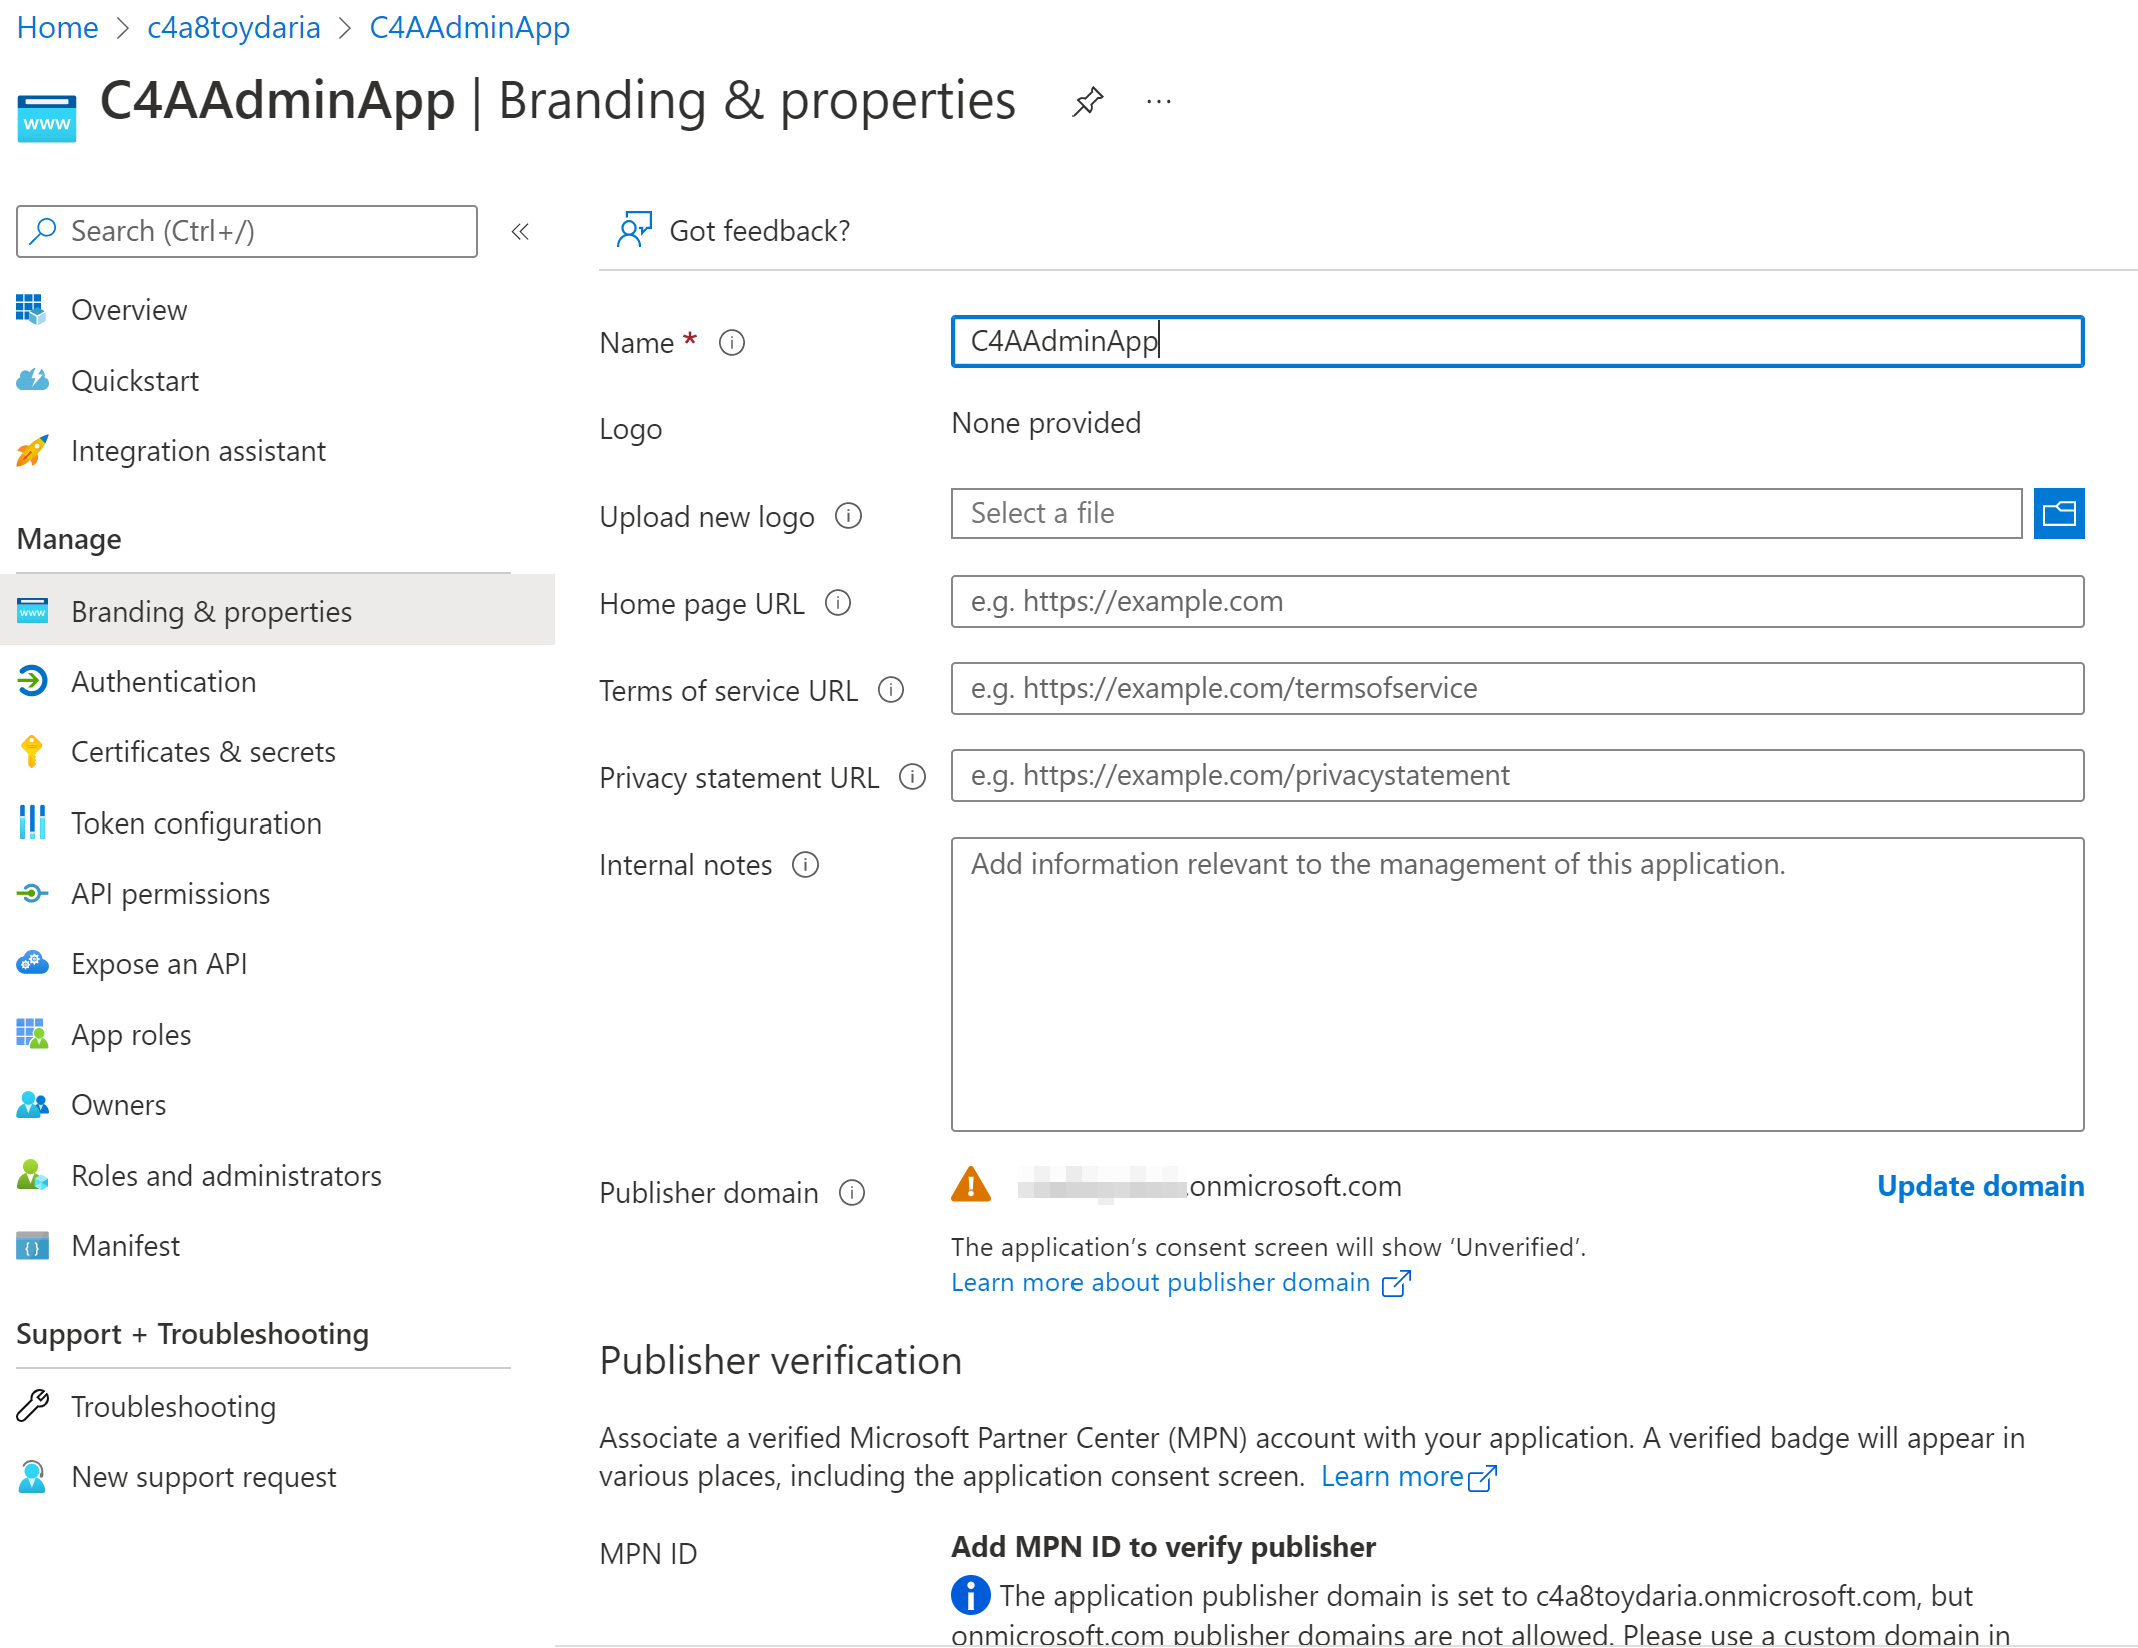 Home > c4a8toydaria > C4AAdminApp
C4AAdminApp | Branding & properties
www
Search (Ctrl+/)
Overview
Quickstart
Integration assistant
Manage
Branding & properties
Authentication
Certificates & secrets
Token configuration
API permissions
Expose an API
App roles
Owners
Roles and administrators
Manifest
Support + Troubleshooting
Troubleshooting
New support request
Got feedback?
Name *
C4AAdminApp
Logo
None provided
Upload new logo
Select a file
Home page URL
e.g. https://example.com
Terms of service URL
e.g. https://example.com/termsofservice
Privacy statement URL
e.g. https://example.com/privacystatement
Internal notes
Add information relevant to the management of this application.
Publisher domain
.onmicrosoft.com
Update domain
The application’s consent screen will show ‘Unverified’.
Learn more about publisher domain
Publisher verification
Associate a verified Microsoft Partner Center (MPN) account with your application. A verified badge will appear in
various places, including the application consent screen. Learn more
MPN ID
Add MPN ID to verify publisher
The application publisher domain is set to c4a8toydaria.onmicrosoft.com, but
onmicrosoft.com publisher domains are not allowed. Please use a custom domain in